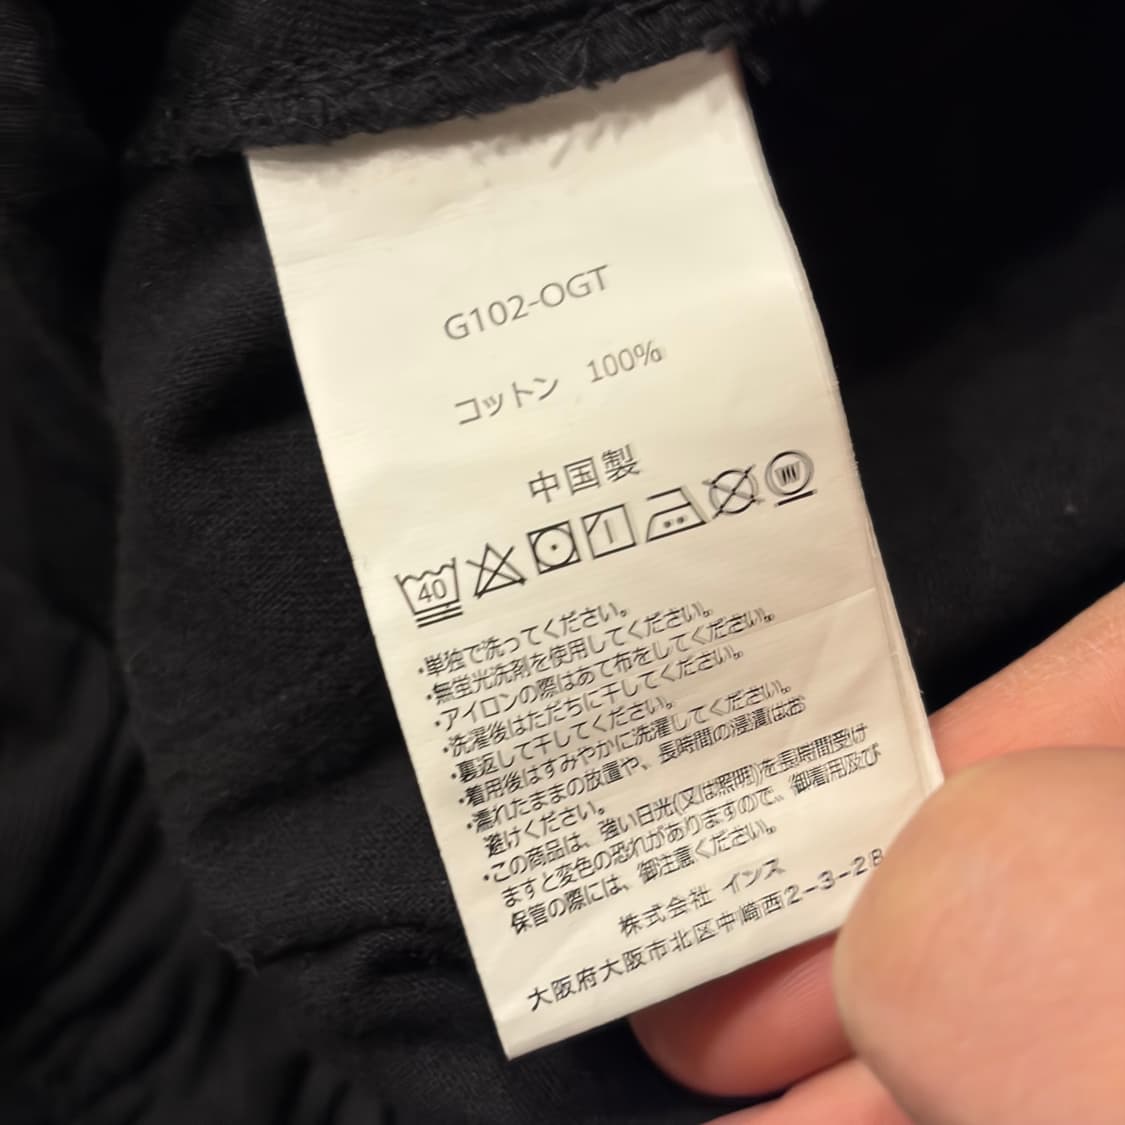 G102-OGT
コットン 100%
中国製
40
W
・単独で洗ってください。
・無蛍光洗剤を使用してください。
・アイロンの際はあて布をしてください。
・洗濯後はただちに干してください。
・裏返して干してください。
・着用後はすみやかに洗濯してください。
・濡れたままの放置や、長時間の浸漬はお
避けください。
・この商品は、強い日光(又は照明)を長時間受け
ますと変色の恐れがありますので、御着用及び
保管の際には、御注意ください。
株式会社 インス
大阪府大阪市北区中崎西2-3-28